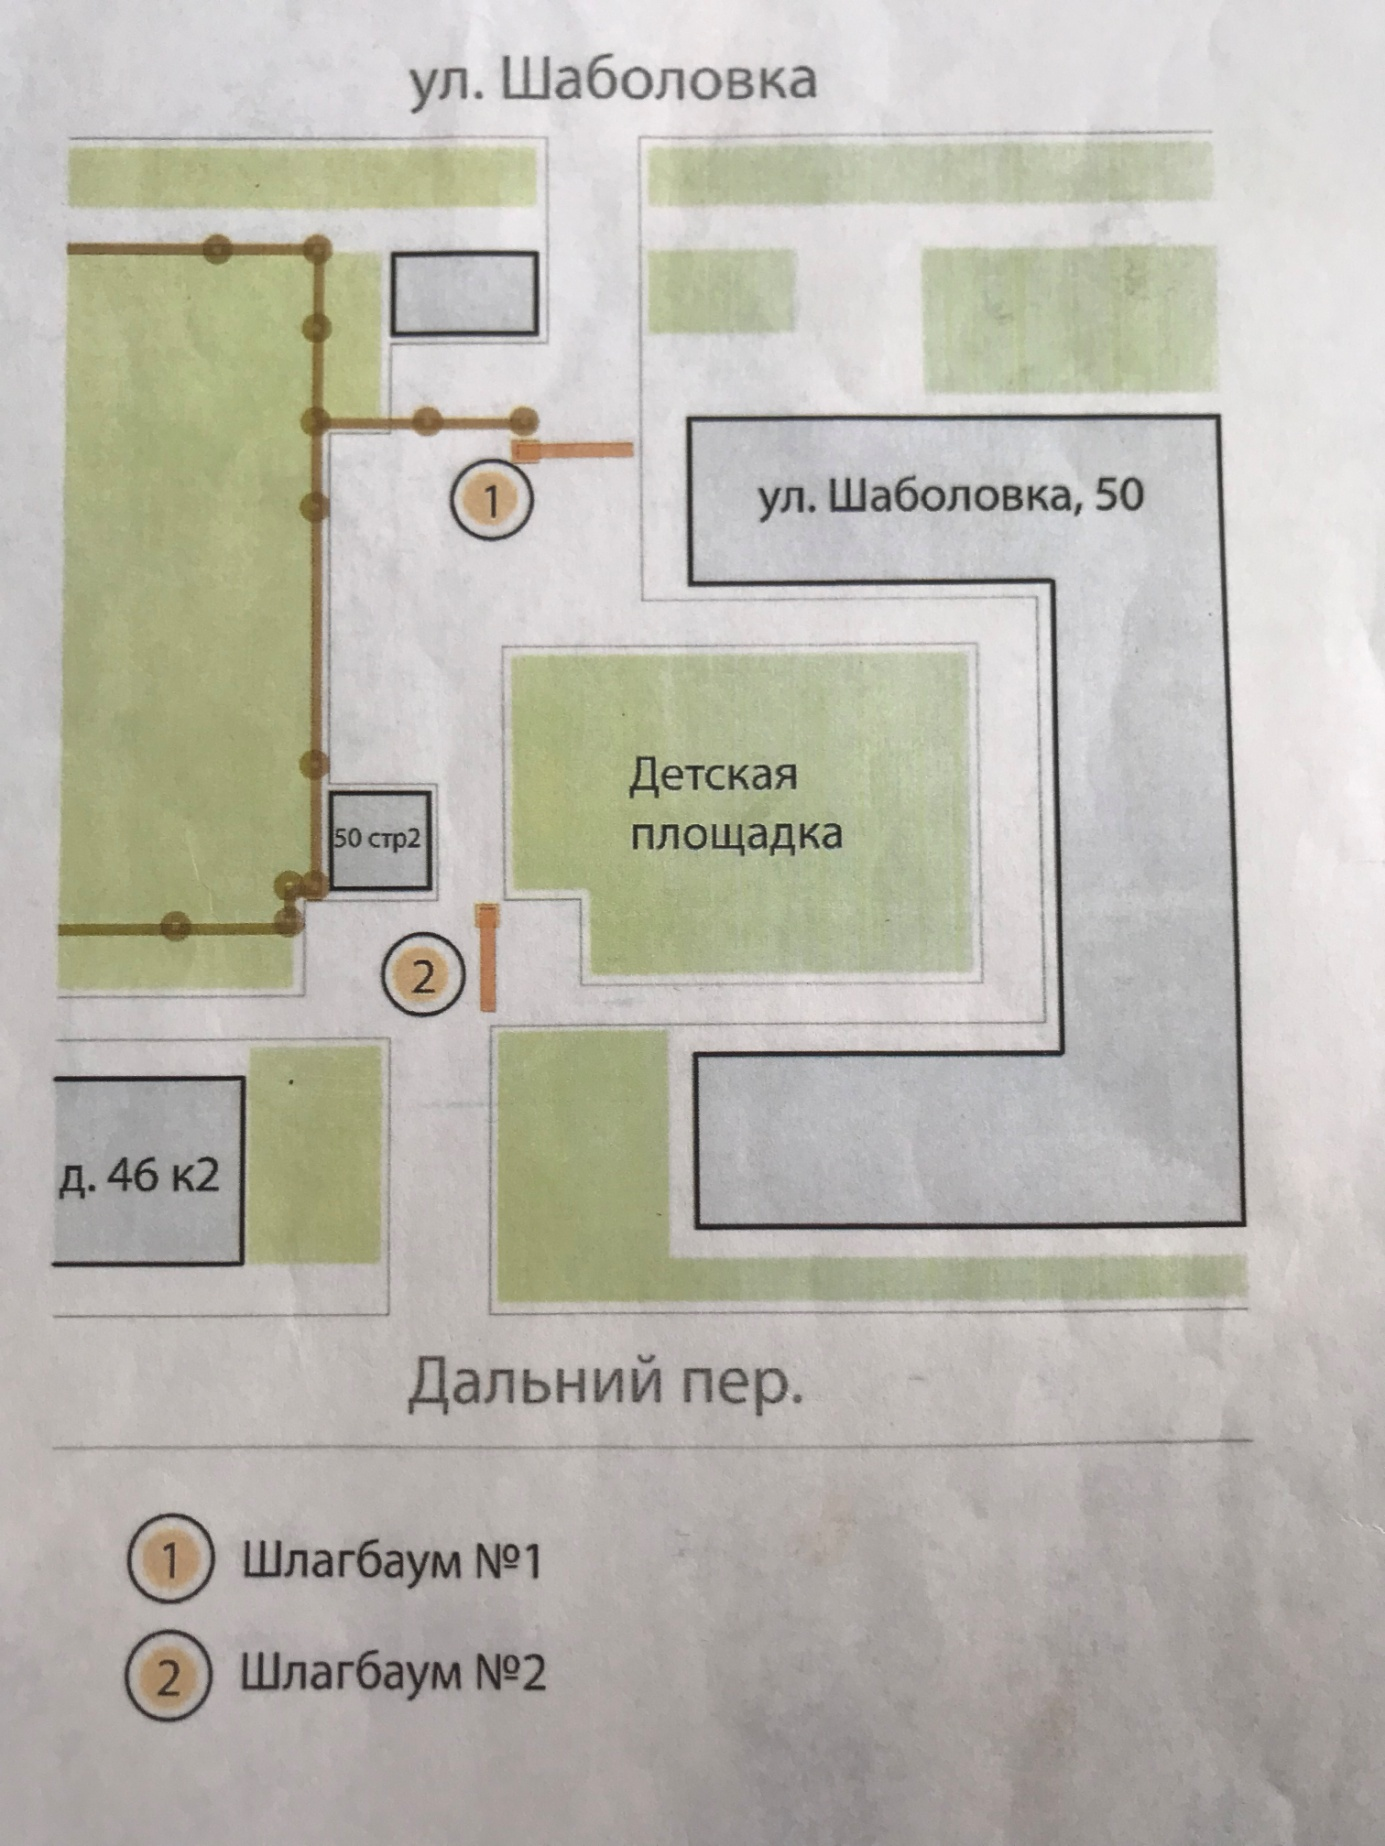 ул. Шаболовка
1
ул. Шаболовка, 50
Детская
площадка
50 стр2
2
д. 46 к2
Дальний пер.
1 Шлагбаум №1
2 Шлагбаум №2